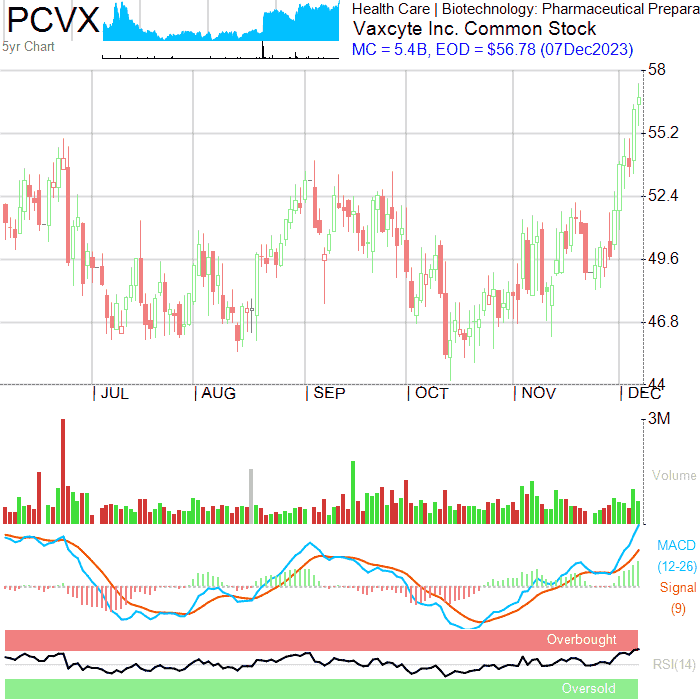 PCVX
5yr Chart
Health Care | Biotechnology: Pharmaceutical Prepara
Vaxcyte Inc. Common Stock
MC = 5.4B, EOD = $56.78 (07Dec2023)
58
55.2
52.4
49.6
46.8
44
JUL AUG SEP OCT NOV DEC
3M
Volume
MACD
(12-26)
Signal
(9)
Overbought
RSI(14)
Oversold